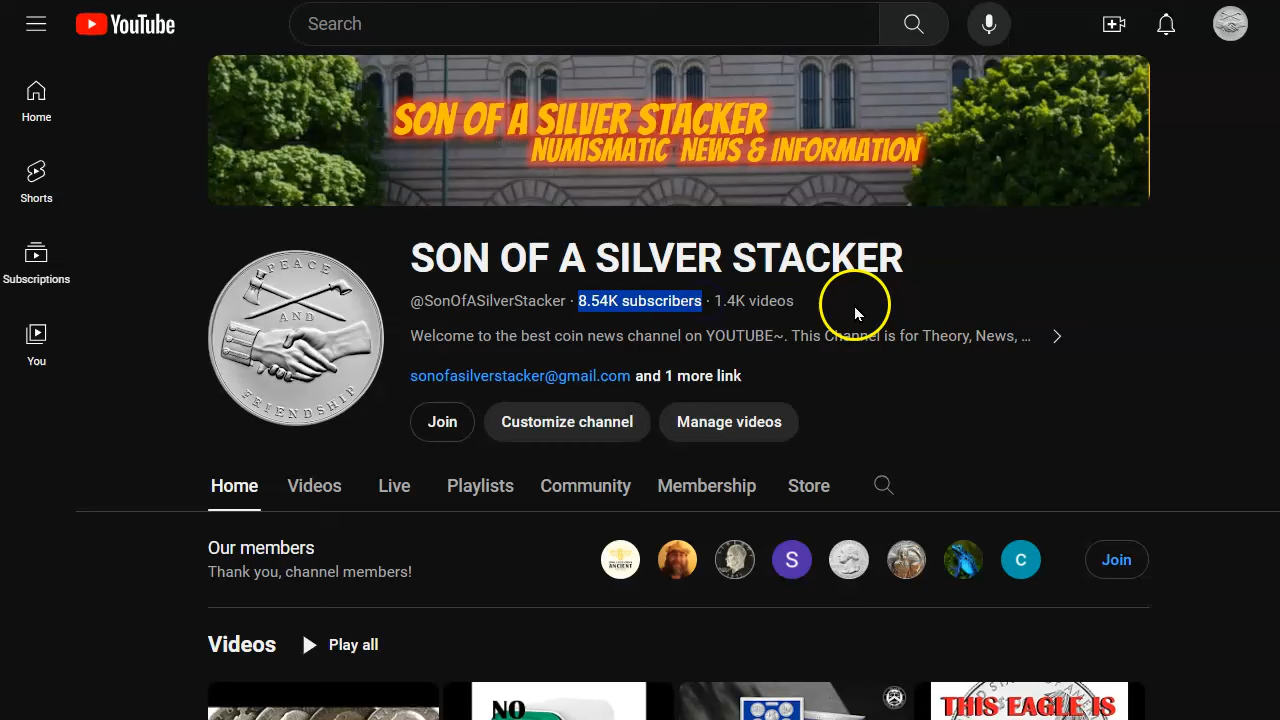 YouTube
Search
Home
Shorts
Subscriptions
You
SON OF A SILVER STACKER
NUMISMATIC NEWS & INFORMATION
PEACE
AND
FRIENDSHIP
SON OF A SILVER STACKER
@SonOfASilverStacker · 8.54K subscribers · 1.4K videos
Welcome to the best coin news channel on YOUTUBE~. This Channel is for Theory, News, ...
sonofasilverstacker@gmail.com and 1 more link
Join
Customize channel
Manage videos
Home
Videos
Live
Playlists
Community
Membership
Store
Our members
Thank you, channel members!
S
C
Join
Videos
Play all
NO
THIS EAGLE IS